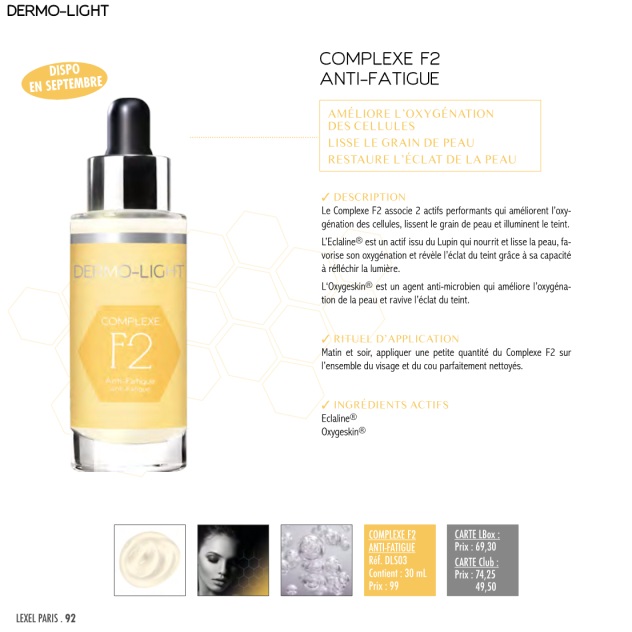 DERMO-LIGHT
DISPO
EN SEPTEMBRE
COMPLEXE F2
ANTI-FATIGUE
AMÉLIORE L'OXYGÉNATION
DES CELLULES
LISSE LE GRAIN DE PEAU
RESTAURE L'ÉCLAT DE LA PEAU
✓ DESCRIPTION
Le Complexe F2 associe 2 actifs performants qui améliorent l'oxy-
génation des cellules, lissent le grain de peau et illuminent le teint.
L'Eclaline® est un actif issu du Lupin qui nourrit et lisse la peau, fa-
vorise son oxygénation et révèle l'éclat du teint grâce à sa capacité
à réfléchir la lumière.
L'Oxygeskin® est un agent anti-microbien qui améliore l'oxygéna-
tion de la peau et ravive l'éclat du teint.
✓ RITUEL D'APPLICATION
Matin et soir, appliquer une petite quantité du Complexe F2 sur
l'ensemble du visage et du cou parfaitement nettoyés.
✓ INGRÉDIENTS ACTIFS
Eclaline®
Oxygeskin®
DERMO-LIGHT
COMPLEXE
F2
Anti-Fatigue
COMPLEXE F2
ANTI-FATIGUE
Réf. DLS03
Contient : 30 mL
Prix : 99
CARTE LBox :
Prix : 69,30
CARTE Club :
Prix : 74,25
49,50
LEXEL PARIS . 92